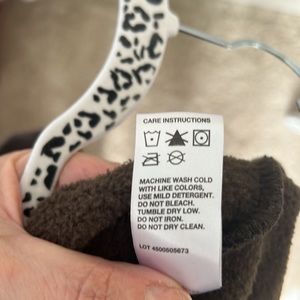 CARE INSTRUCTIONS
MACHINE WASH COLD
WITH LIKE COLORS,
USE MILD DETERGENT.
DO NOT BLEACH.
TUMBLE DRY LOW.
DO NOT IRON.
DO NOT DRY CLEAN.
LOT 4500505673